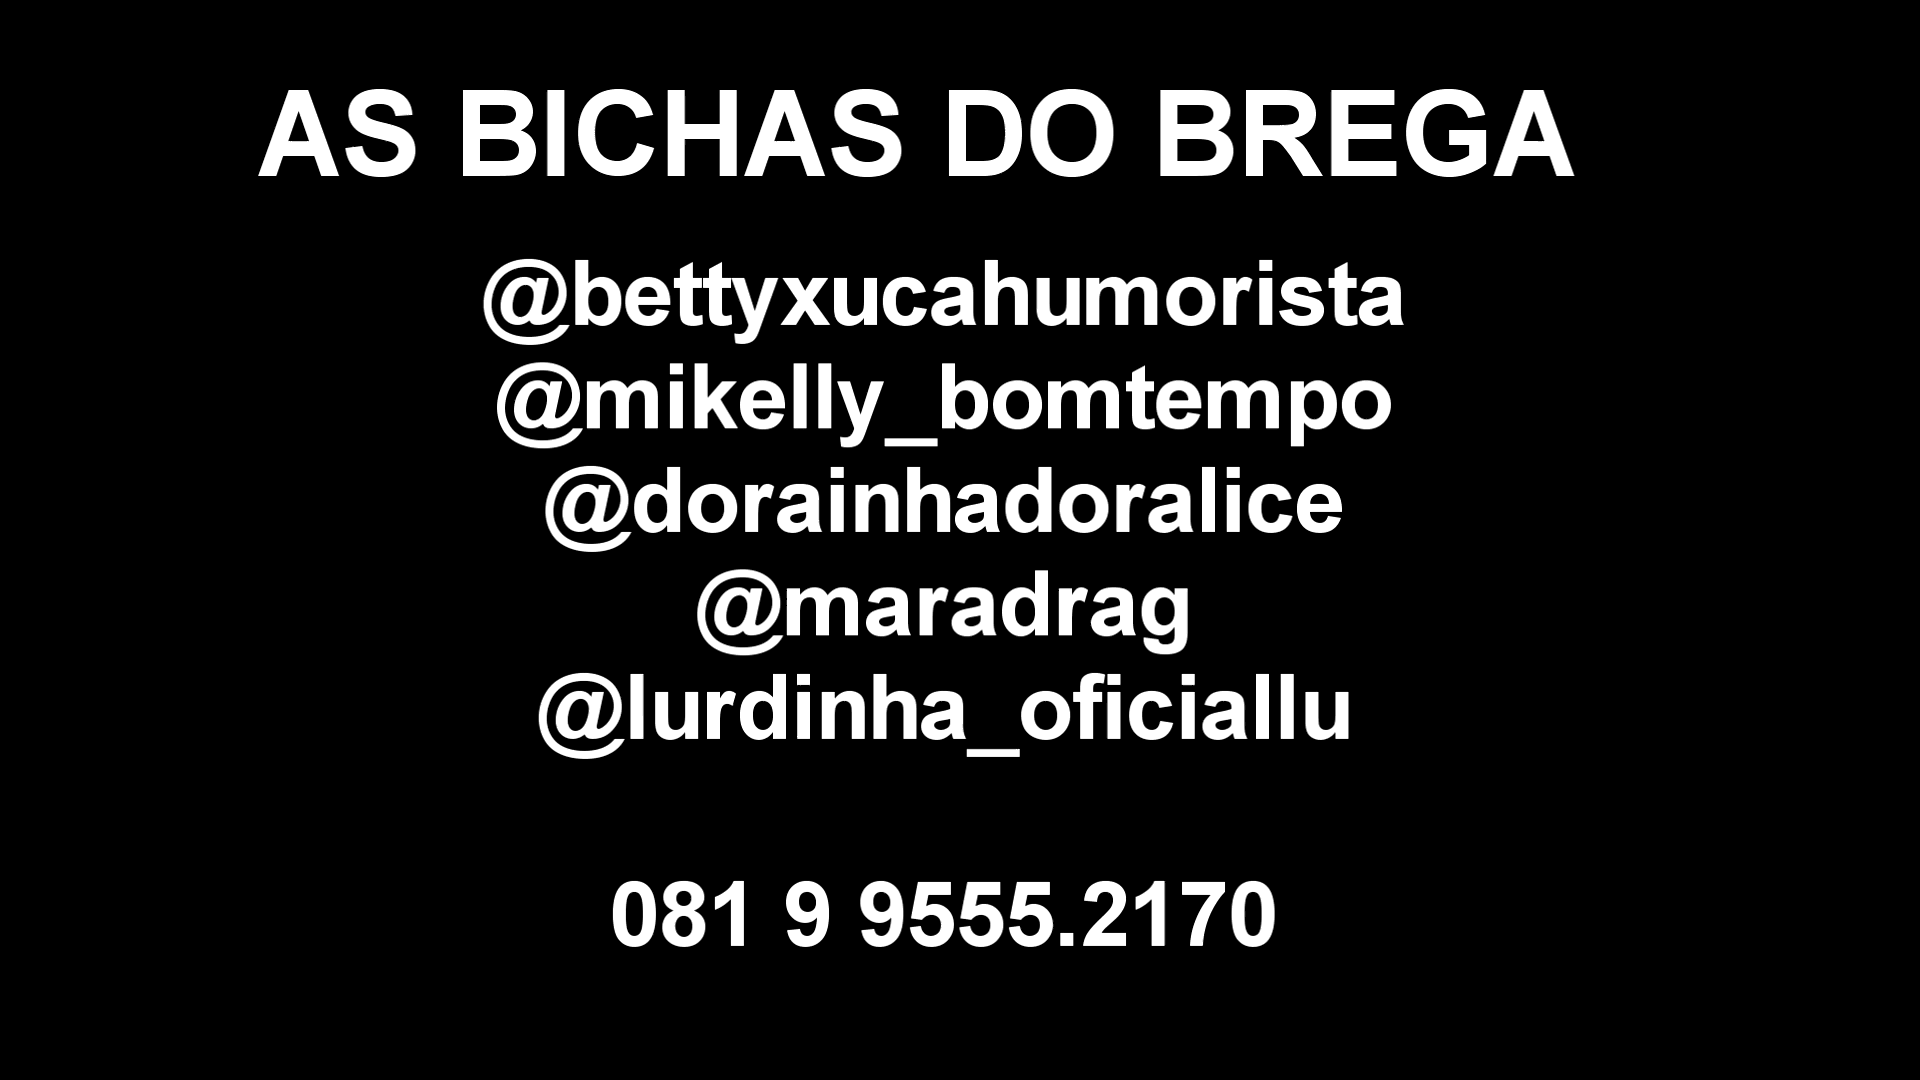 AS BICHAS DO BREGA
@bettyxucahumorista
@mikelly_bomtempo
@dorainhadoralice
@maradrag
@lurdinha_oficiallu
081 9 9555.2170